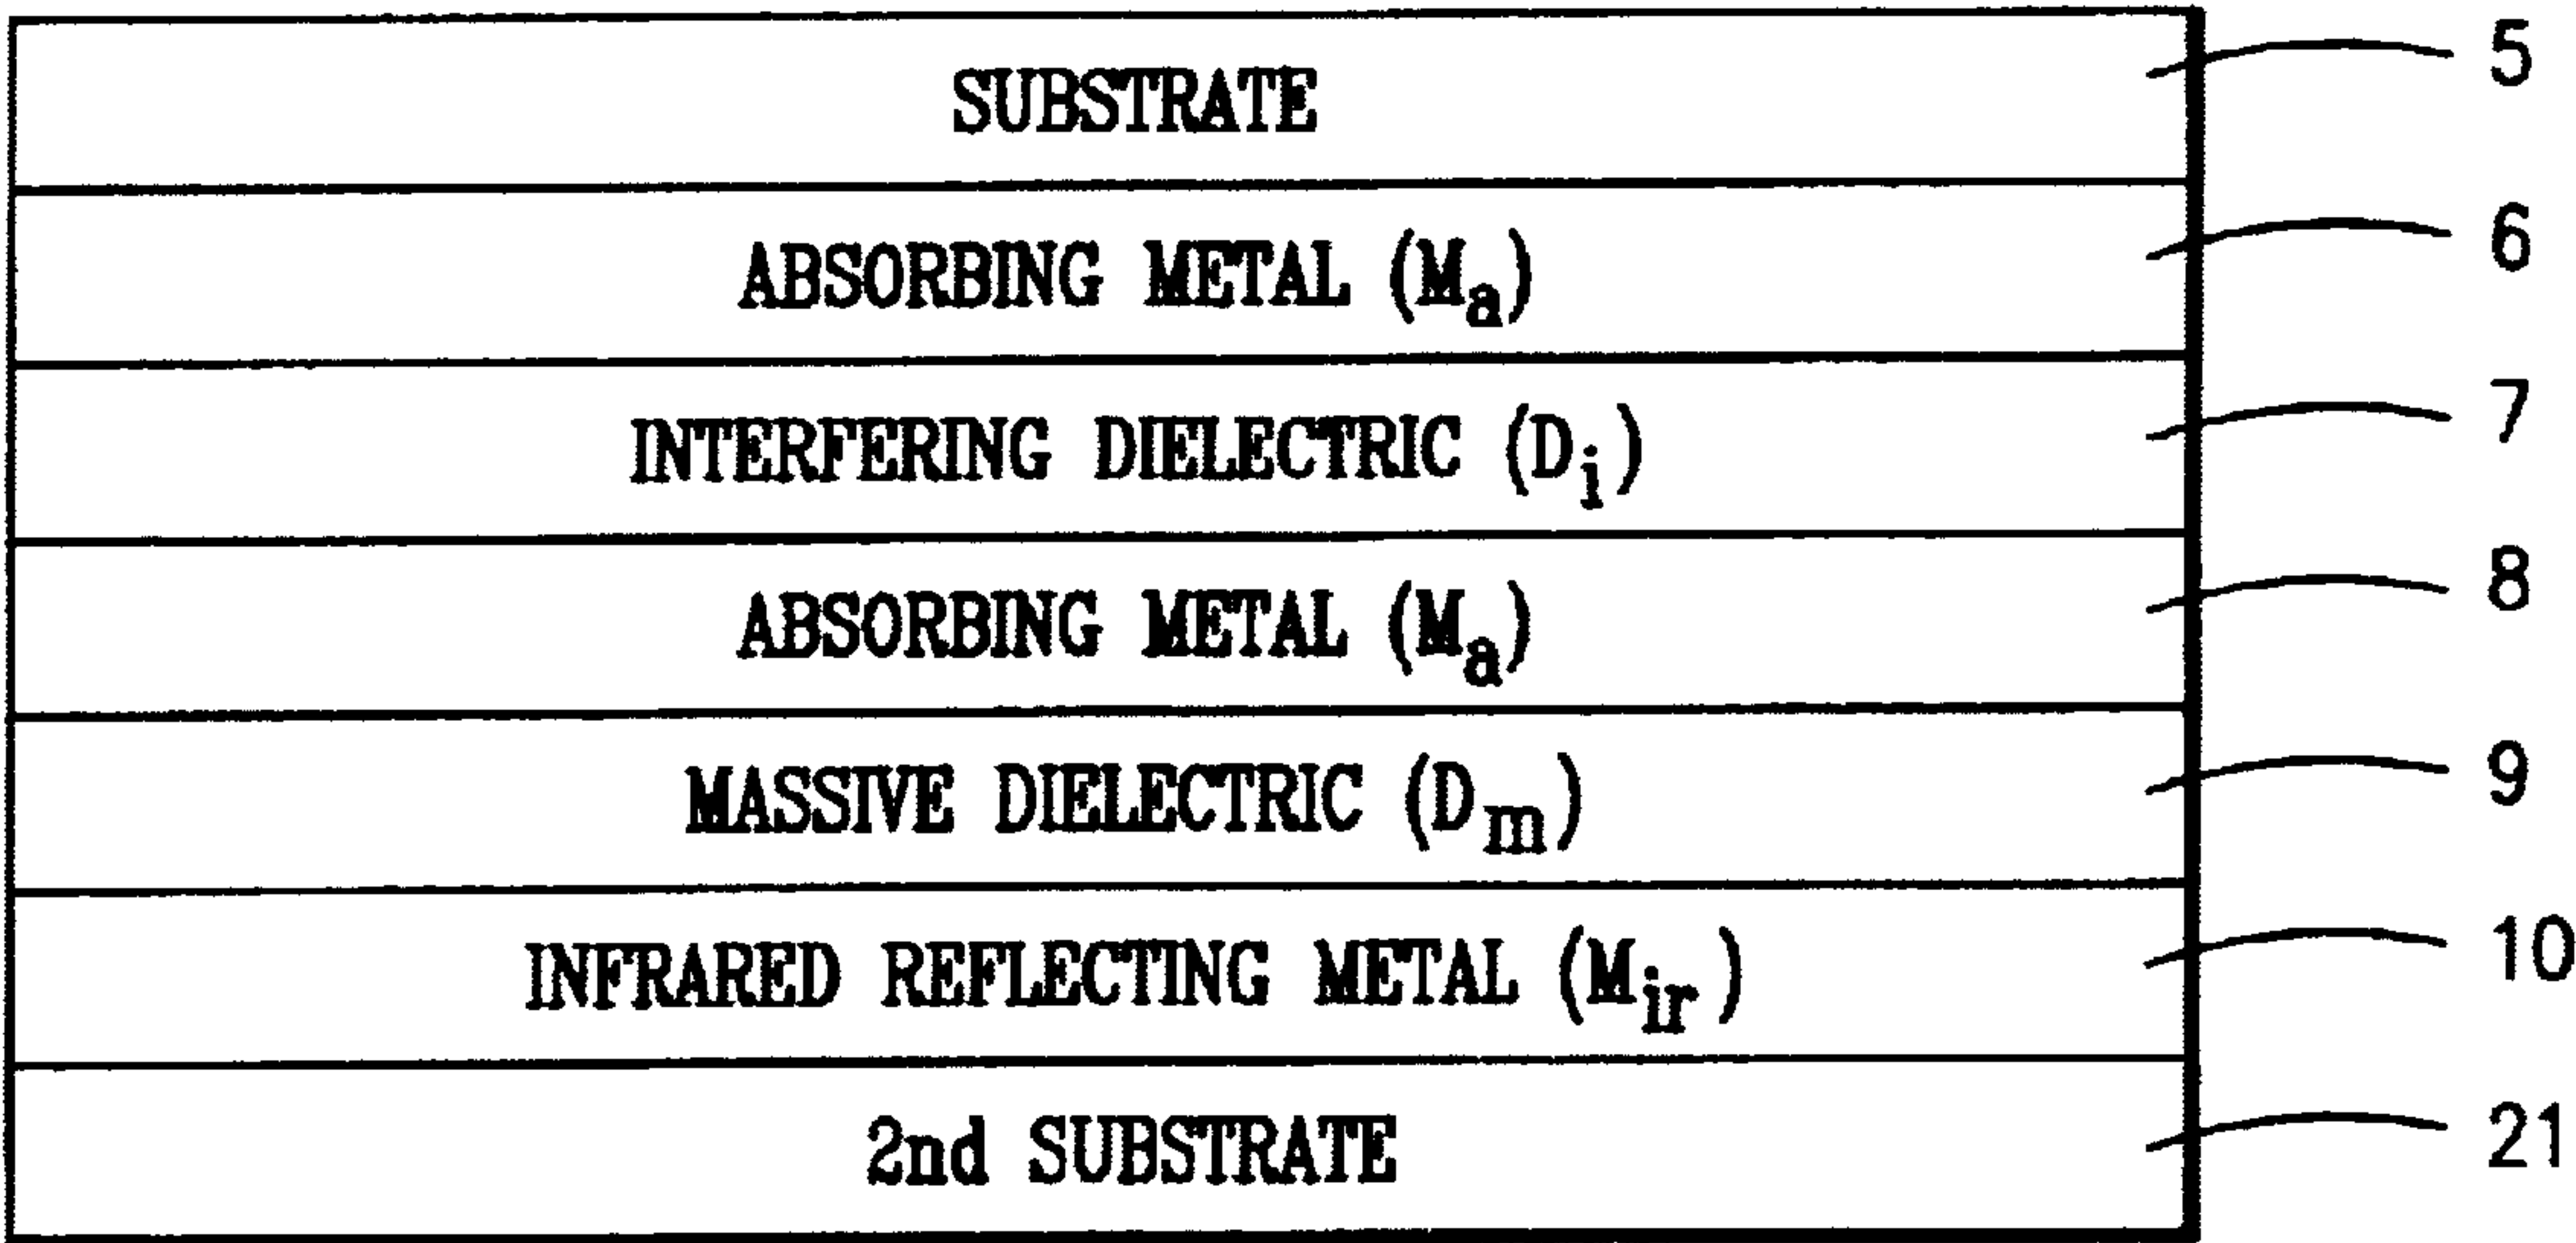 SUBSTRATE 5
ABSORBING METAL (Ma) 6
INTERFERING DIELECTRIC (Di) 7
ABSORBING METAL (Ma) 8
MASSIVE DIELECTRIC (Dm) 9
INFRARED REFLECTING METAL (Mir) 10
2nd SUBSTRATE 21